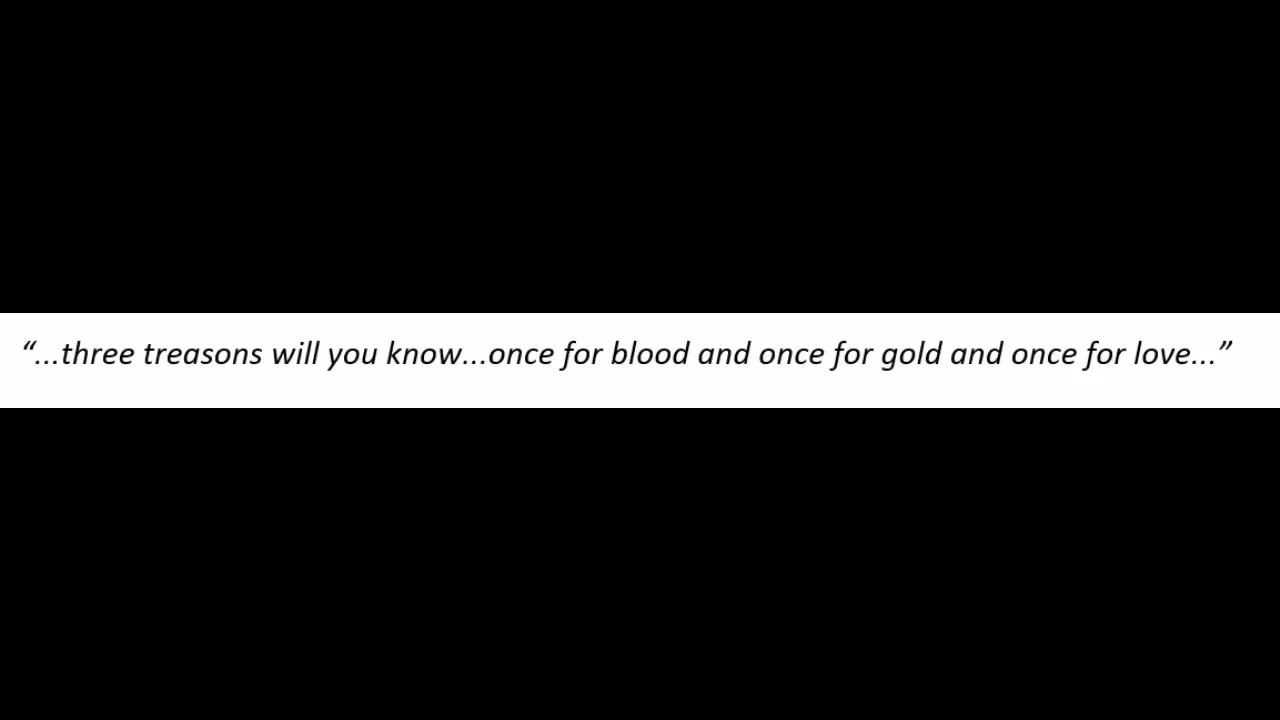 “...three treasons will you know...once for blood and once for gold and once for love...”